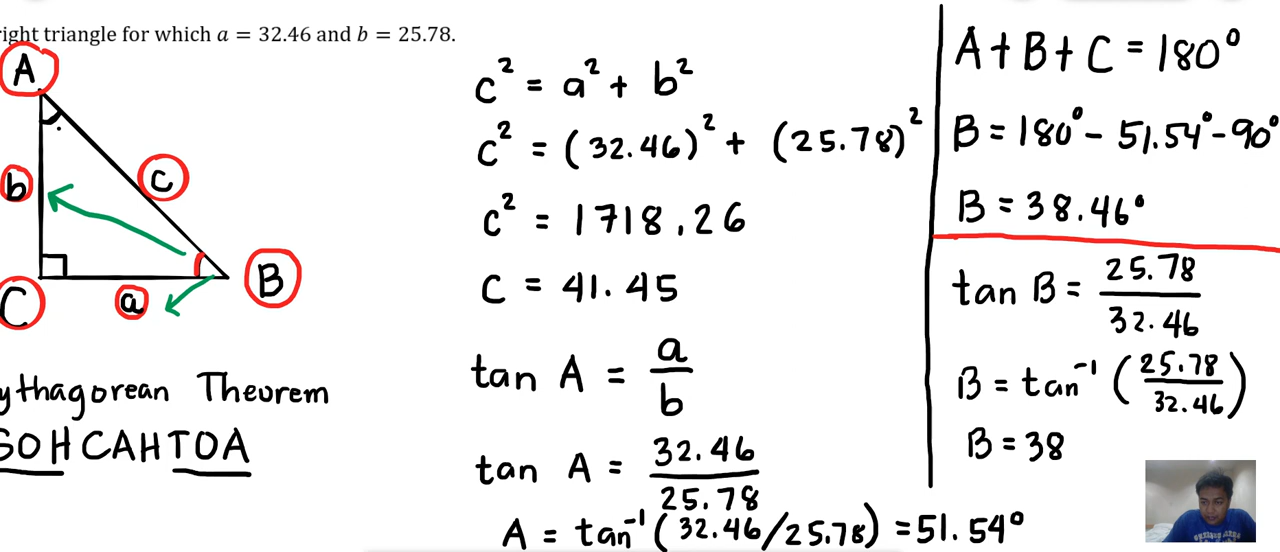 right triangle for which a = 32.46 and b = 25.78.
A
b
c
C
a
B
ythagorean Theorem
SOHCAHTOA
c² = a² + b²
c² = (32.46)² + (25.78)²
c² = 1718.26
c = 41.45
tan A = a/b
tan A = 32.46/25.78
A = tan⁻¹(32.46/25.78) = 51.54°
A + B + C = 180°
B = 180° - 51.54° - 90°
B = 38.46°
tan B = 25.78/32.46
B = tan⁻¹(25.78/32.46)
B = 38